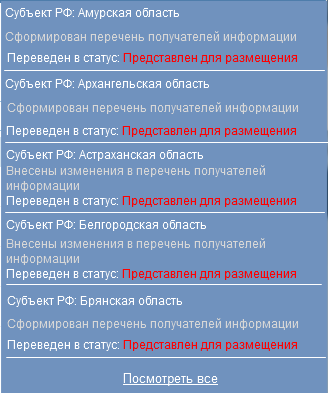 Субъект РФ: Амурская область
Сформирован перечень получателей информации
Переведен в статус: Представлен для размещения
Субъект РФ: Архангельская область
Сформирован перечень получателей информации
Переведен в статус: Представлен для размещения
Субъект РФ: Астраханская область
Внесены изменения в перечень получателей
информации
Переведен в статус: Представлен для размещения
Субъект РФ: Белгородская область
Внесены изменения в перечень получателей
информации
Переведен в статус: Представлен для размещения
Субъект РФ: Брянская область
Сформирован перечень получателей информации
Переведен в статус: Представлен для размещения
Посмотреть все